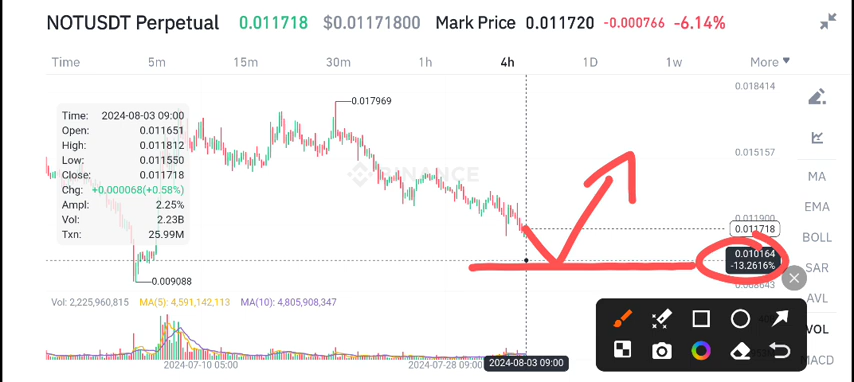 NOTUSDT Perpetual 0.011718 $0.01171800 Mark Price 0.011720 -0.000766 -6.14%
Time 5m 15m 30m 1h 4h 1D 1w More
0.018414
0.017969
Time: 2024-08-03 09:00
Open: 0.011651
High: 0.011812
Low: 0.011550
Close: 0.011718
Chg: +0.000068(+0.58%)
Ampl: 2.25%
Vol: 2.23B
Txn: 25.99M
BINANCE
0.015157
0.011900
0.011718
0.010164
-13.2616%
0.009088
0.008643
MA
EMA
BOLL
SAR
AVL
VOL
MACD
Vol: 2,225,960,815 MA(5): 4,591,142,113 MA(10): 4,805,908,347
2024-07-10 05:00 2024-07-28 09:00 2024-08-03 09:00